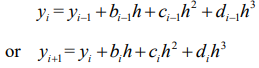 yᵢ = yᵢ₋₁ + bᵢ₋₁h + cᵢ₋₁h² + dᵢ₋₁h³
or yᵢ₊₁ = yᵢ + bᵢh + cᵢh² + dᵢh³